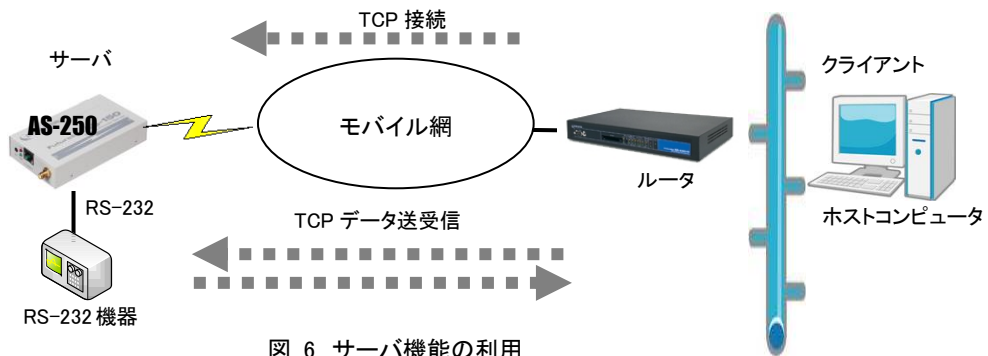 TCP 接続
サーバ
クライアント
AS-250
モバイル網
ルータ
RS-232
TCP データ送受信
ホストコンピュータ
RS-232 機器
図 6 サーバ機能の利用